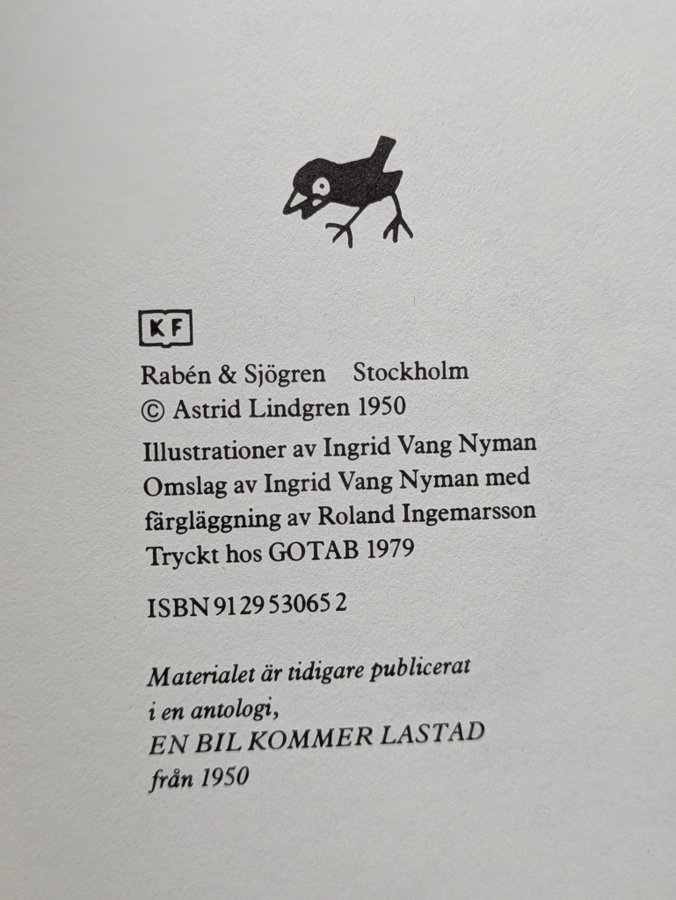 KF
Rabén & Sjögren Stockholm
© Astrid Lindgren 1950
Illustrationer av Ingrid Vang Nyman
Omslag av Ingrid Vang Nyman med
färgläggning av Roland Ingemarsson
Tryckt hos GOTAB 1979
ISBN 91 29 53065 2
Materialet är tidigare publicerat
i en antologi,
EN BIL KOMMER LASTAD
från 1950